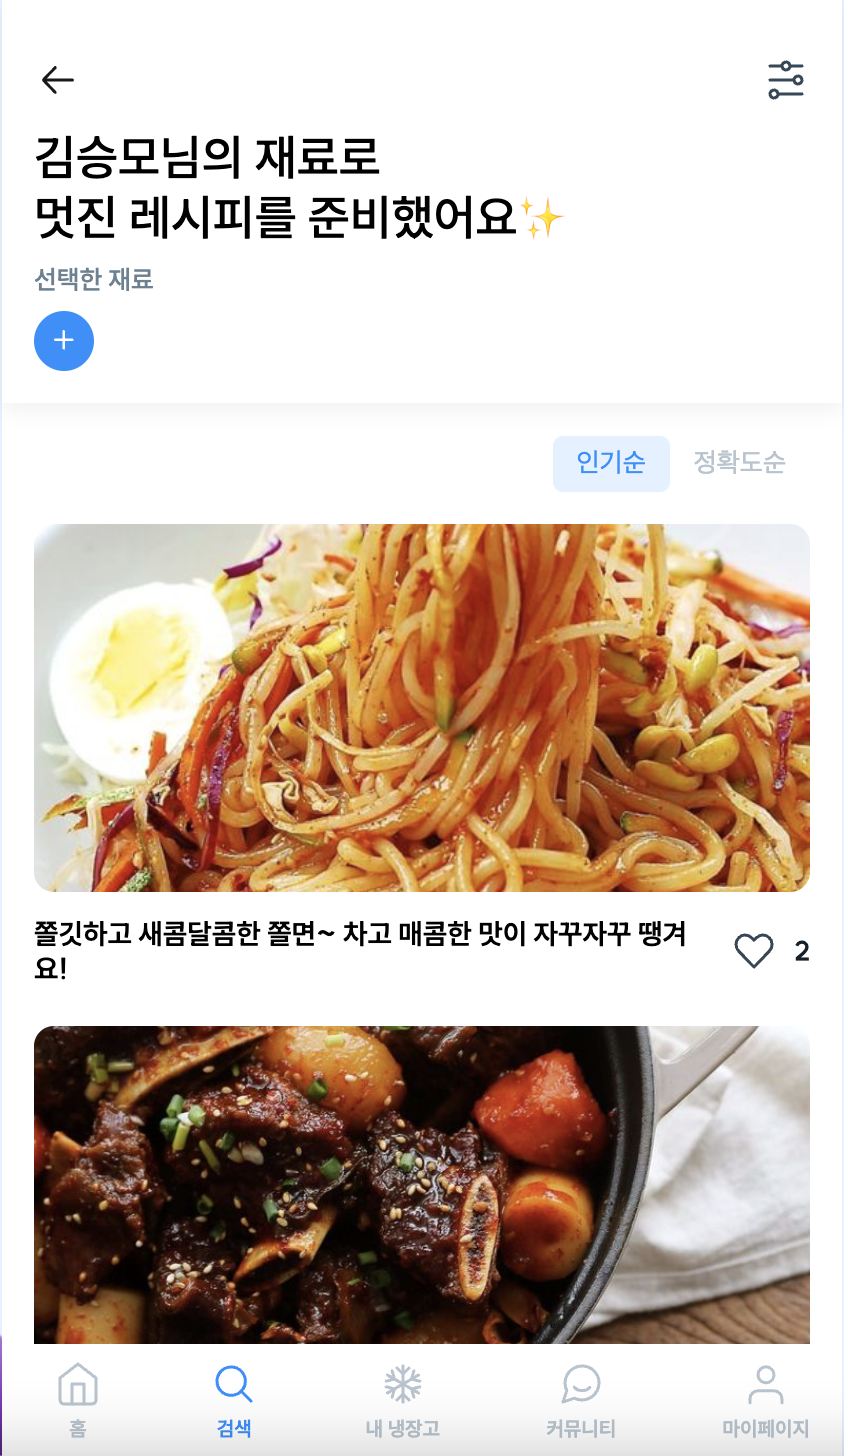 김승모님의 재료로
멋진 레시피를 준비했어요✨
선택한 재료
+
인기순 정확도순
쫄깃하고 새콤달콤한 쫄면~ 차고 매콤한 맛이 자꾸자꾸 땡겨
요!
2
홈 검색 내 냉장고 커뮤니티 마이페이지